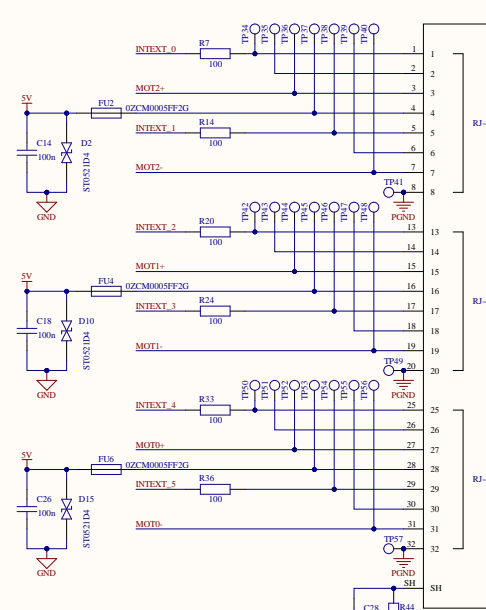 TP34 TP35 TP36 TP37 TP38 TP39 TP40
INTEXT_0 R7 100 1 1
2 2
MOT2+ 3 3
5V FU2 0ZCM0005FF2G 4 4
INTEXT_1 R14 100 5 5 RJ-
C14 100n D2 ST0521D4 6 6
MOT2- 7 7
TP41 8 8
GND PGND
TP42 TP43 TP44 TP45 TP46 TP47 TP48
INTEXT_2 R20 100 13 13
14 14
MOT1+ 15 15
5V FU4 0ZCM0005FF2G 16 16
INTEXT_3 R24 100 17 17 RJ-
C18 100n D10 ST0521D4 18 18
MOT1- 19 19
TP49 20 20
GND PGND
TP50 TP51 TP52 TP53 TP54 TP55 TP56
INTEXT_4 R33 100 25 25
26 26
MOT0+ 27 27
5V FU6 0ZCM0005FF2G 28 28
INTEXT_5 R36 100 29 29 RJ-
C26 100n D15 ST0521D4 30 30
MOT0- 31 31
TP57 32 32
GND PGND
SH SH
C28 R44